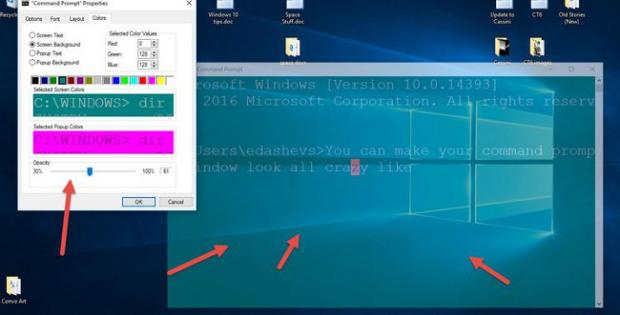 "Command Prompt" Properties
Options
Font
Layout
Colors
Screen Text
Screen Background
Popup Text
Popup Background
Selected Color Values
Red: 0
Green: 128
Blue: 128
Selected Screen Colors
C:\WINDOWS> dir
SYSTEM
Selected Popup Colors
C:\WINDOWS> dir
SYSTEM
Opacity
30%
100%
61
OK
Cancel
Windows 10
tips.doc
Space
Stuff.doc
Update to
Cassini
CT6
Old Stories
(New)
space.docx
Cassini
CT6 images
Command Prompt
rosoft Windows [Version 10.0.14393]
2016 Microsoft Corporation. All rights reserv
Users\edashevs>You can make your command promp
indow look all crazy like
Convo Art